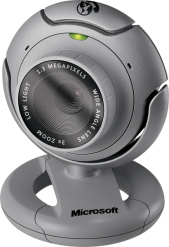 1.3 MEGAPIXELS
LOW LIGHT
WIDE ANGLE LENS
3x ZOOM
Microsoft